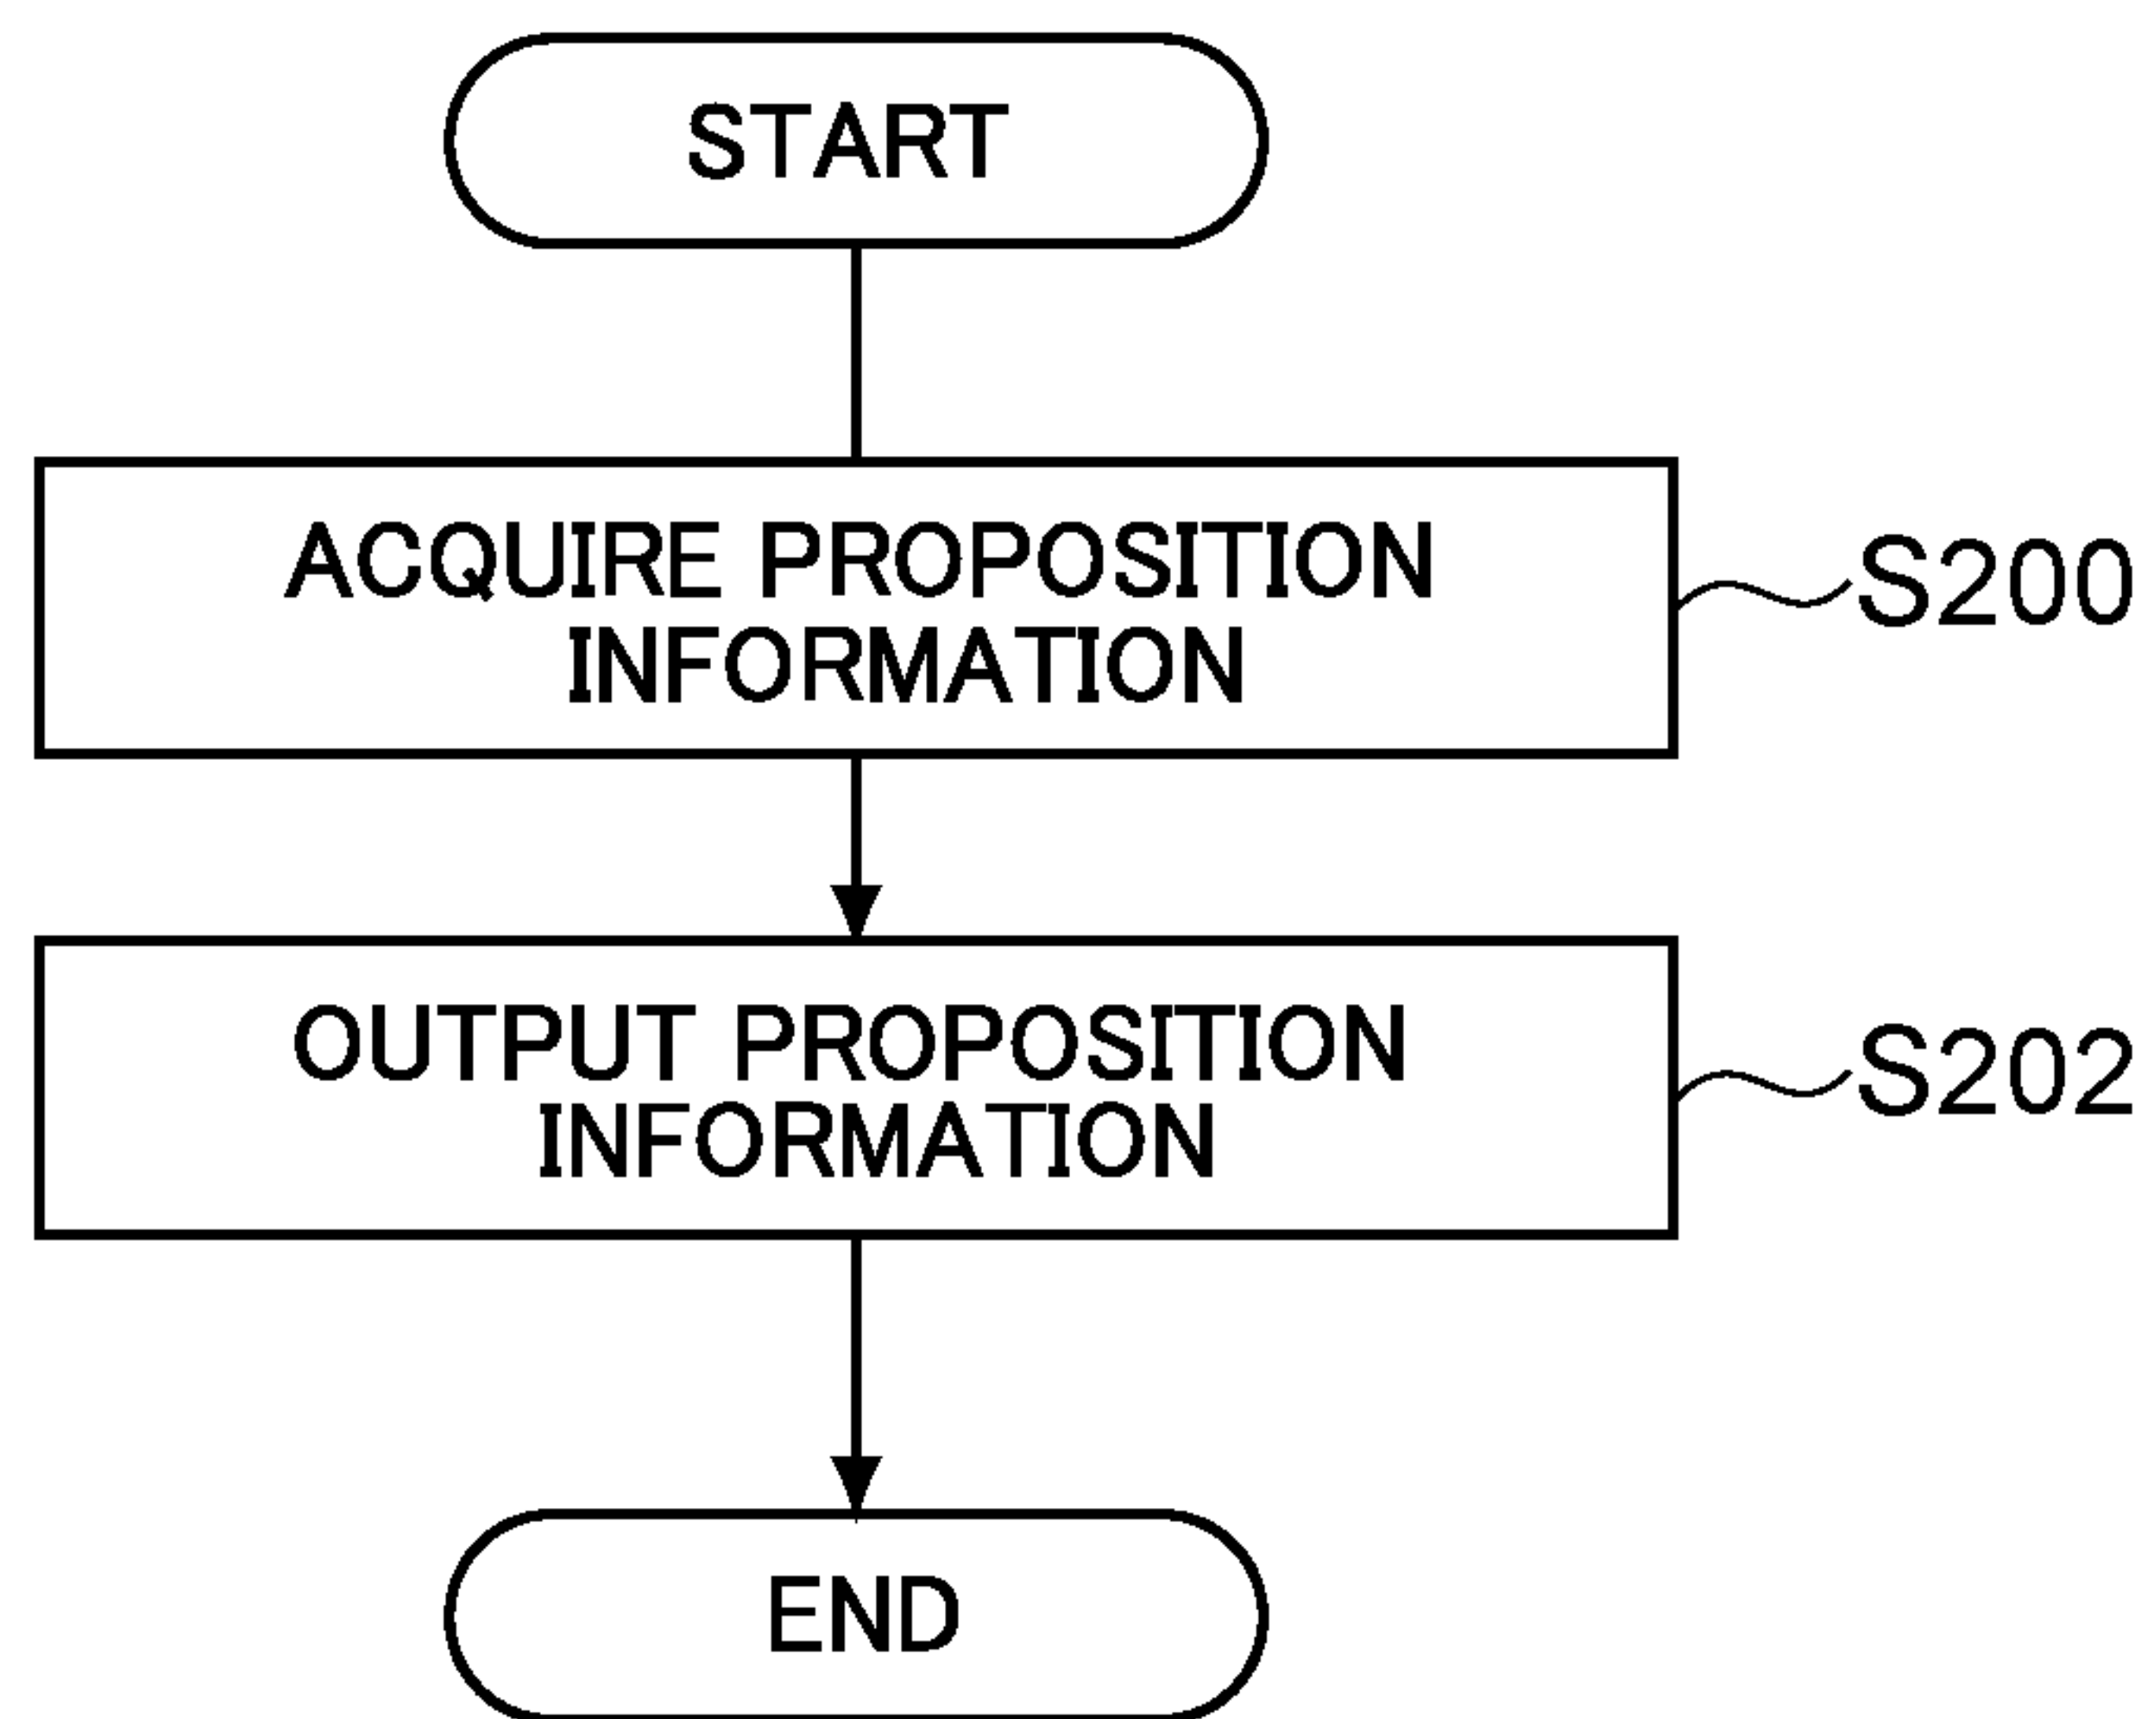 START
ACQUIRE PROPOSITION
INFORMATION
S200
OUTPUT PROPOSITION
INFORMATION
S202
END